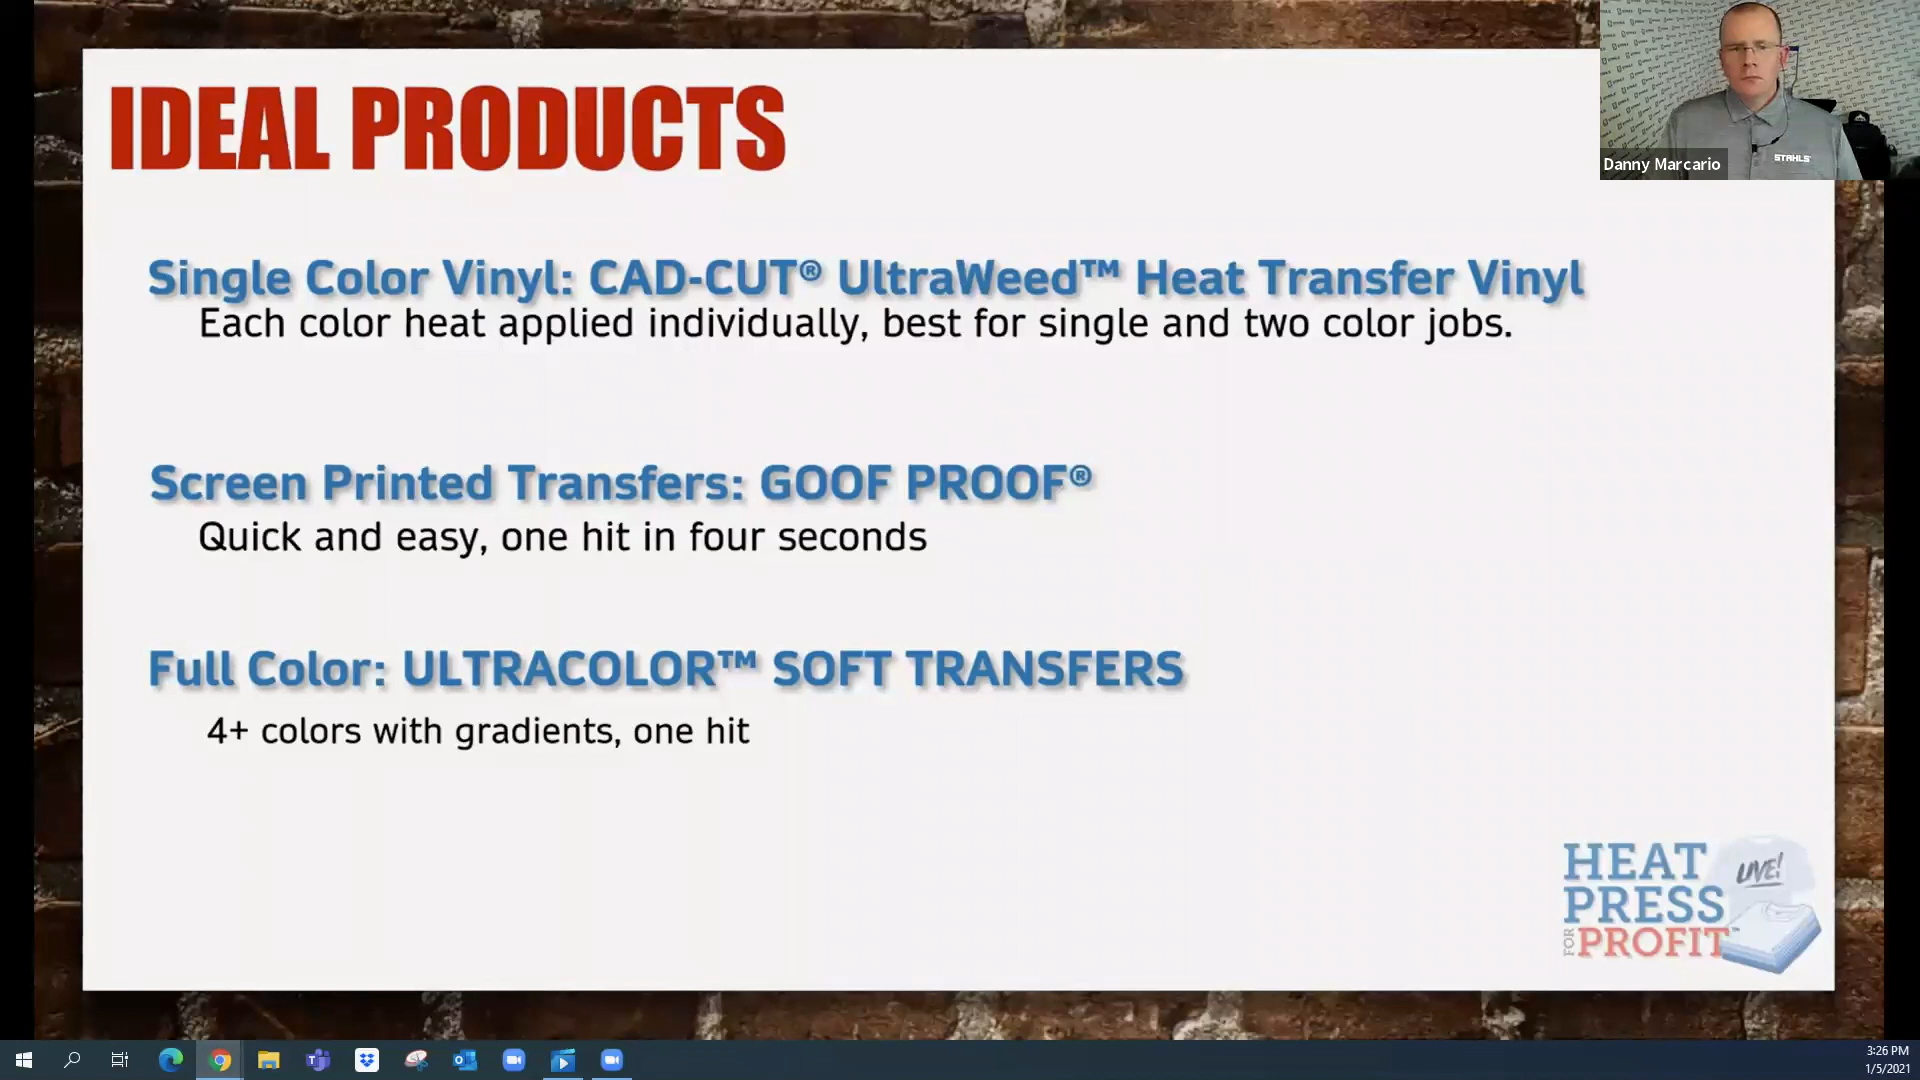 IDEAL PRODUCTS
Single Color Vinyl: CAD-CUT® UltraWeed™ Heat Transfer Vinyl
Each color heat applied individually, best for single and two color jobs.
Screen Printed Transfers: GOOF PROOF®
Quick and easy, one hit in four seconds
Full Color: ULTRACOLOR™ SOFT TRANSFERS
4+ colors with gradients, one hit
HEAT
LIVE!
PRESS
FOR PROFIT™
STAHLS'
Danny Marcario
3:26 PM
1/5/2021